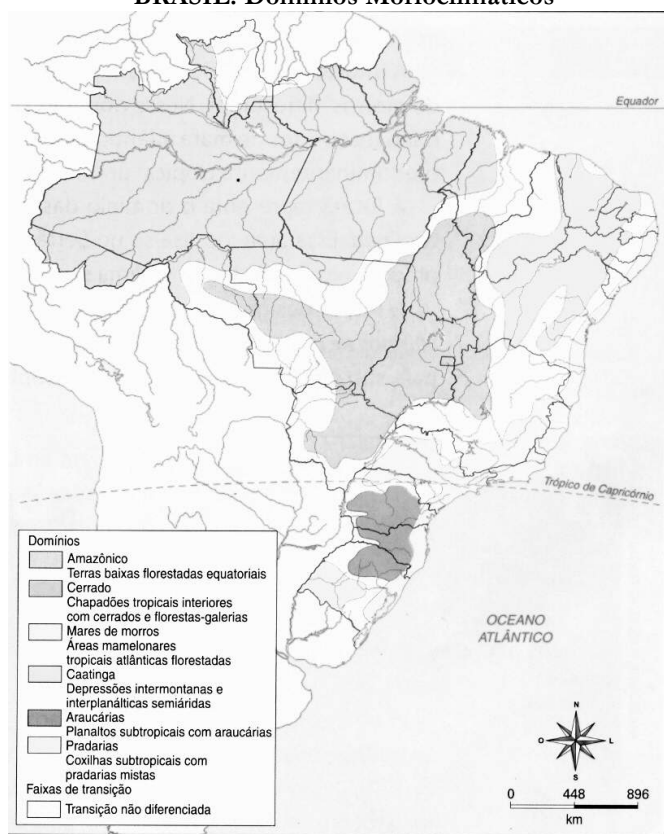 BRASIL: Domínios Morfoclimáticos
Equador
Trópico de Capricórnio
OCEANO
ATLÂNTICO
Domínios
Amazônico
Terras baixas florestadas equatoriais
Cerrado
Chapadões tropicais interiores
com cerrados e florestas-galerias
Mares de morros
Áreas mamelonares
tropicais atlânticas florestadas
Caatinga
Depressões intermontanas e
interplanálticas semiáridas
Araucárias
Planaltos subtropicais com araucárias
Pradarias
Coxilhas subtropicais com
pradarias mistas
Faixas de transição
Transição não diferenciada
N
O
L
S
0 448 896
km